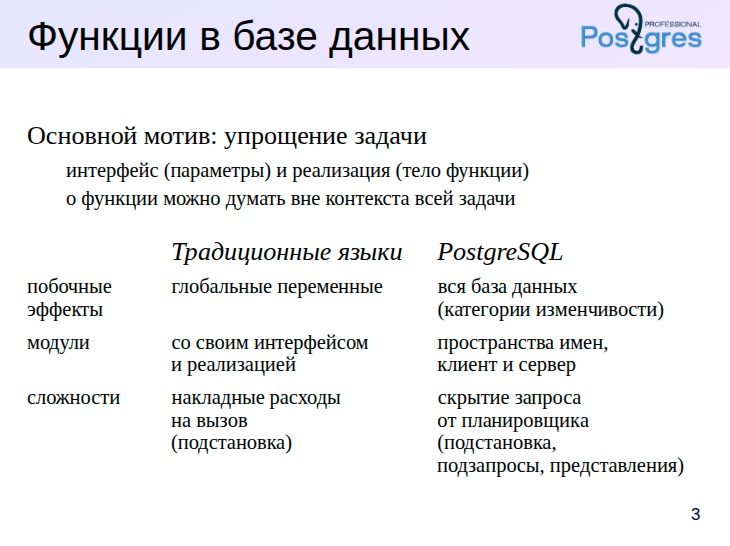 Функции в базе данных
PROFESSIONAL
Postgres
Основной мотив: упрощение задачи
интерфейс (параметры) и реализация (тело функции)
о функции можно думать вне контекста всей задачи
Традиционные языки PostgreSQL
побочные глобальные переменные вся база данных
эффекты (категории изменчивости)
модули со своим интерфейсом пространства имен,
и реализацией клиент и сервер
сложности накладные расходы скрытие запроса
на вызов от планировщика
(подстановка) (подстановка,
подзапросы, представления)
3